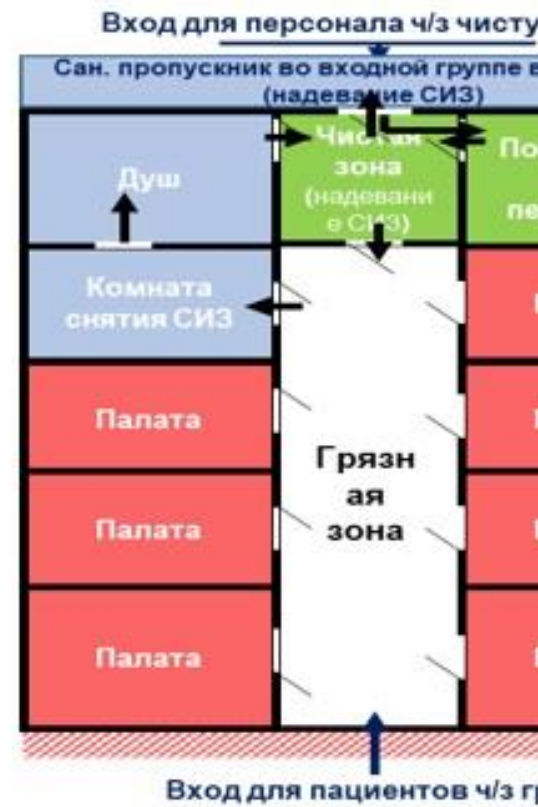 Вход для персонала ч/з чисту
Сан. пропускник во входной группе в
(надевание СИЗ)
Душ
Чистая
зона
(надевани
е СИЗ)
По
пе
Комната
снятия СИЗ
Палата
Грязн
ая
зона
Палата
Палата
Вход для пациентов ч/з г